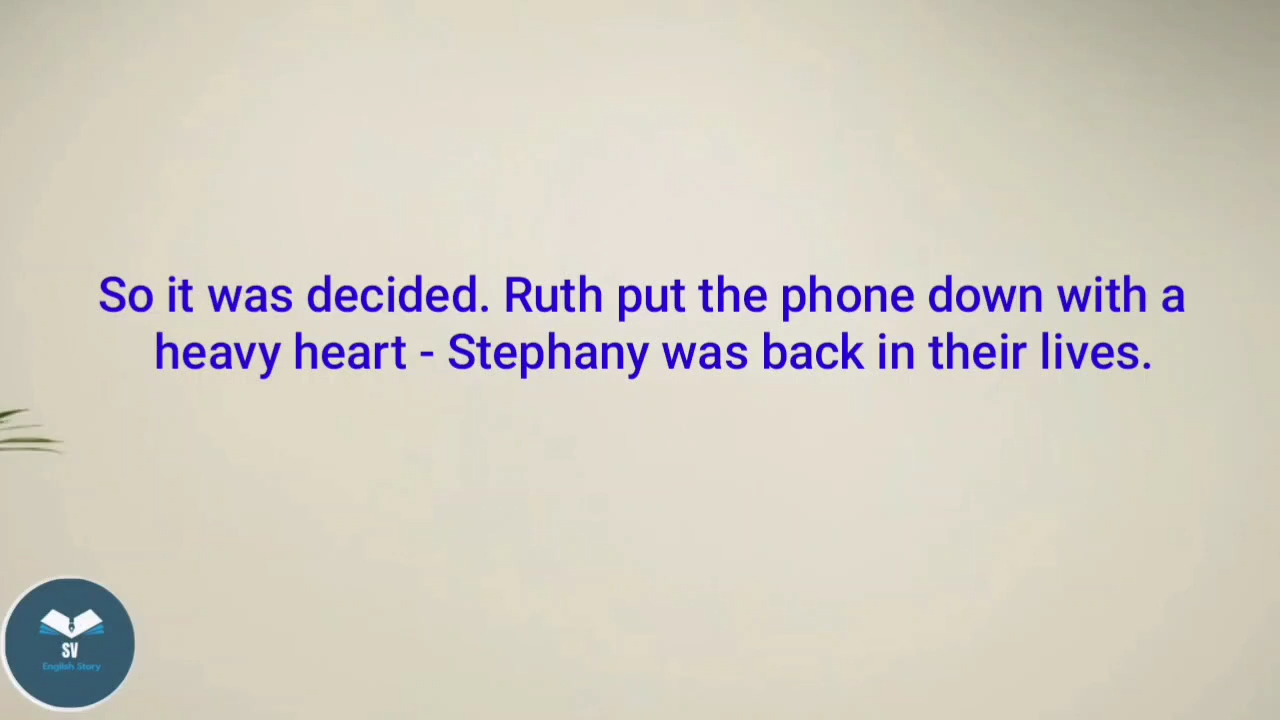 So it was decided. Ruth put the phone down with a
heavy heart - Stephany was back in their lives.
SV
English Story